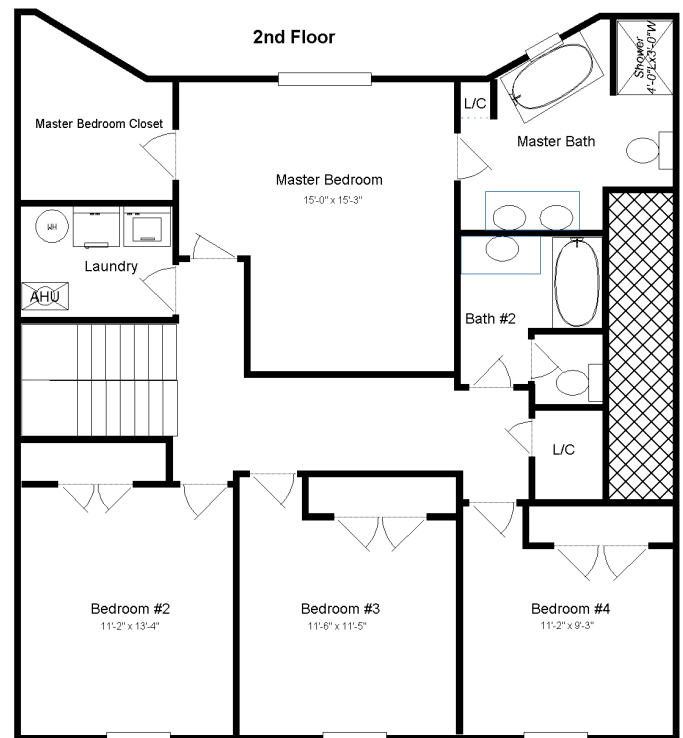 2nd Floor
Shower
4'-0"Lx3'-0"W
L/C
Master Bedroom Closet
Master Bath
Master Bedroom
15'-0" x 15'-3"
WH
Laundry
AHU
Bath #2
L/C
Bedroom #2
11'-2" x 13'-4"
Bedroom #3
11'-6" x 11'-5"
Bedroom #4
11'-2" x 9'-3"